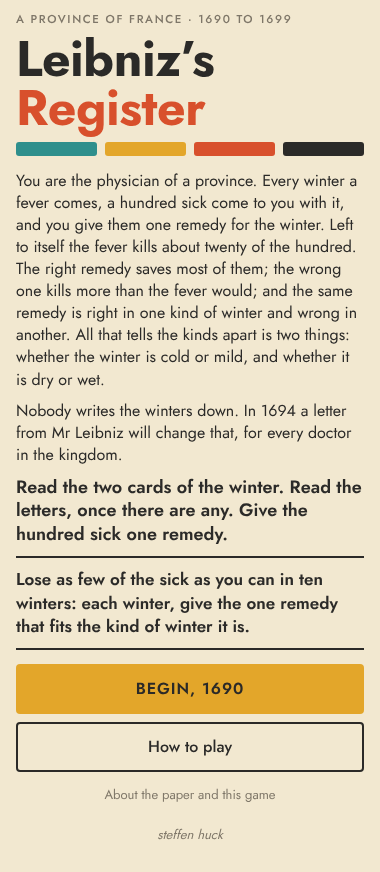 A PROVINCE OF FRANCE · 1690 TO 1699
Leibniz’s
Register
You are the physician of a province. Every winter a
fever comes, a hundred sick come to you with it,
and you give them one remedy for the winter. Left
to itself the fever kills about twenty of the hundred.
The right remedy saves most of them; the wrong
one kills more than the fever would; and the same
remedy is right in one kind of winter and wrong in
another. All that tells the kinds apart is two things:
whether the winter is cold or mild, and whether it
is dry or wet.
Nobody writes the winters down. In 1694 a letter
from Mr Leibniz will change that, for every doctor
in the kingdom.
Read the two cards of the winter. Read the
letters, once there are any. Give the
hundred sick one remedy.
Lose as few of the sick as you can in ten
winters: each winter, give the one remedy
that fits the kind of winter it is.
BEGIN, 1690
How to play
About the paper and this game
steffen huck